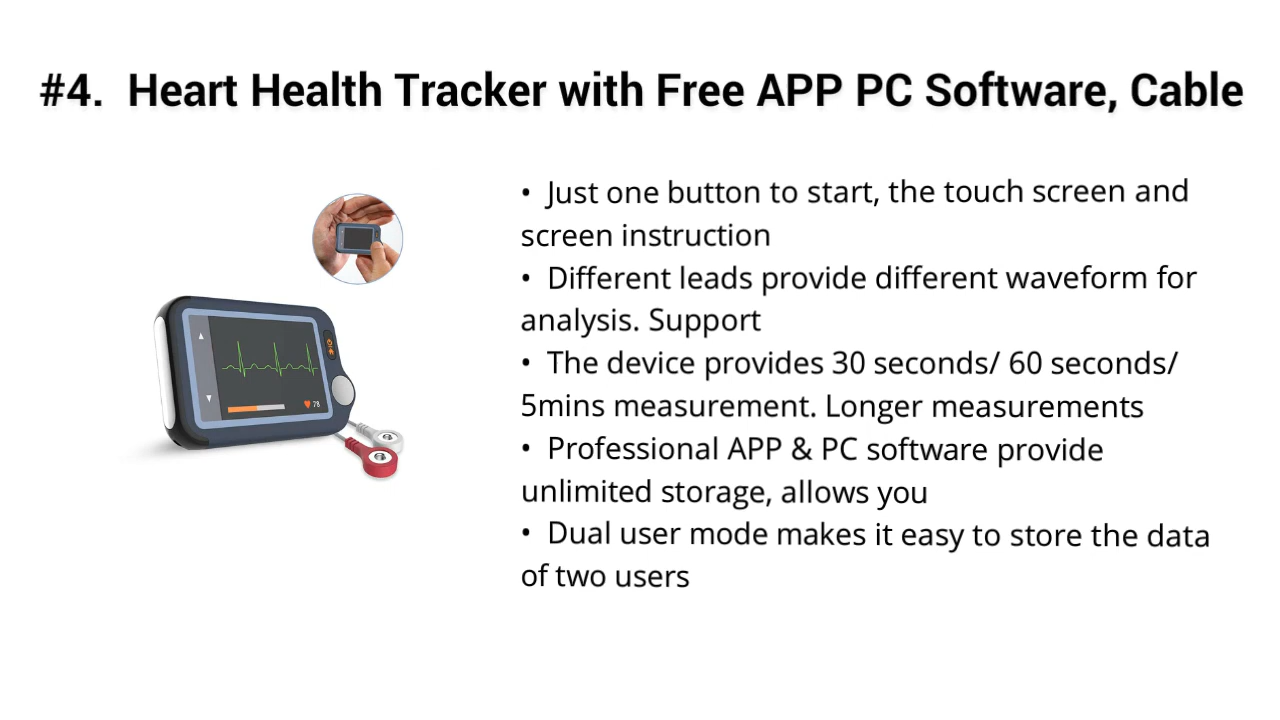 #4.  Heart Health Tracker with Free APP PC Software, Cable
•  Just one button to start, the touch screen and
screen instruction
•  Different leads provide different waveform for
analysis. Support
•  The device provides 30 seconds/ 60 seconds/
5mins measurement. Longer measurements
•  Professional APP & PC software provide
unlimited storage, allows you
•  Dual user mode makes it easy to store the data
of two users
78